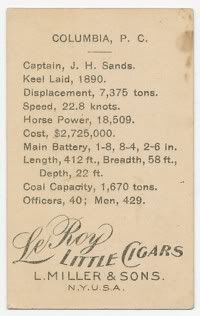 COLUMBIA, P. C.
Captain, J. H. Sands.
Keel Laid, 1890.
Displacement, 7,375 tons.
Speed, 22.8 knots.
Horse Power, 18,509.
Cost, $2,725,000.
Main Battery, 1-8, 8-4, 2-6 in.
Length, 412 ft., Breadth, 58 ft.,
Depth, 22 ft.
Coal Capacity, 1,670 tons.
Officers, 40; Men, 429.
Le Roy
LITTLE CIGARS
L. MILLER & SONS.
N.Y.U.S.A.